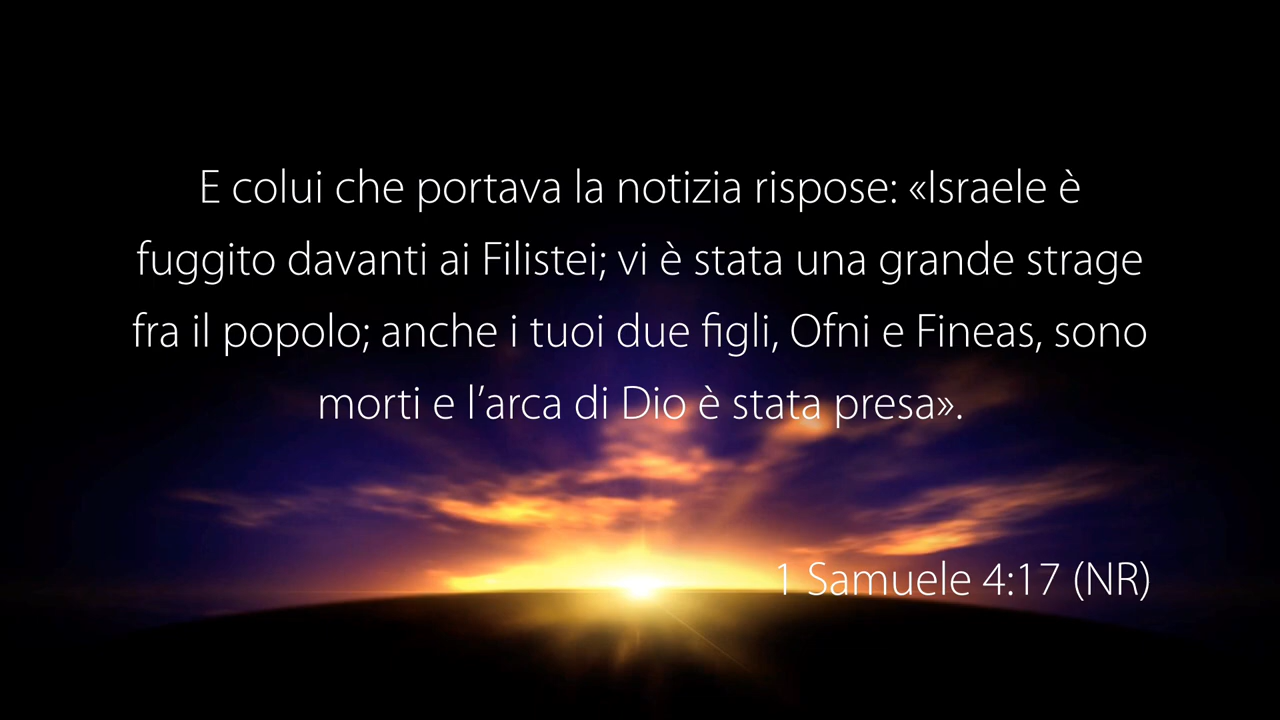 E colui che portava la notizia rispose: «Israele è
fuggito davanti ai Filistei; vi è stata una grande strage
fra il popolo; anche i tuoi due figli, Ofni e Fineas, sono
morti e l’arca di Dio è stata presa».
1 Samuele 4:17 (NR)